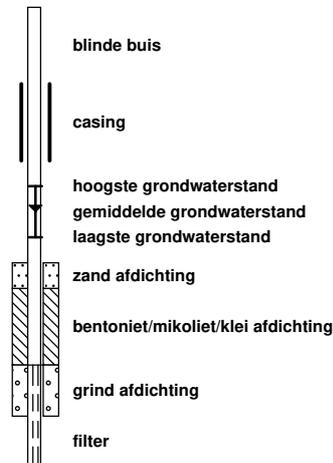 blinde buis
casing
hoogste grondwaterstand
gemiddelde grondwaterstand
laagste grondwaterstand
zand afdichting
bentoniet/mikoliet/klei afdichting
grind afdichting
filter